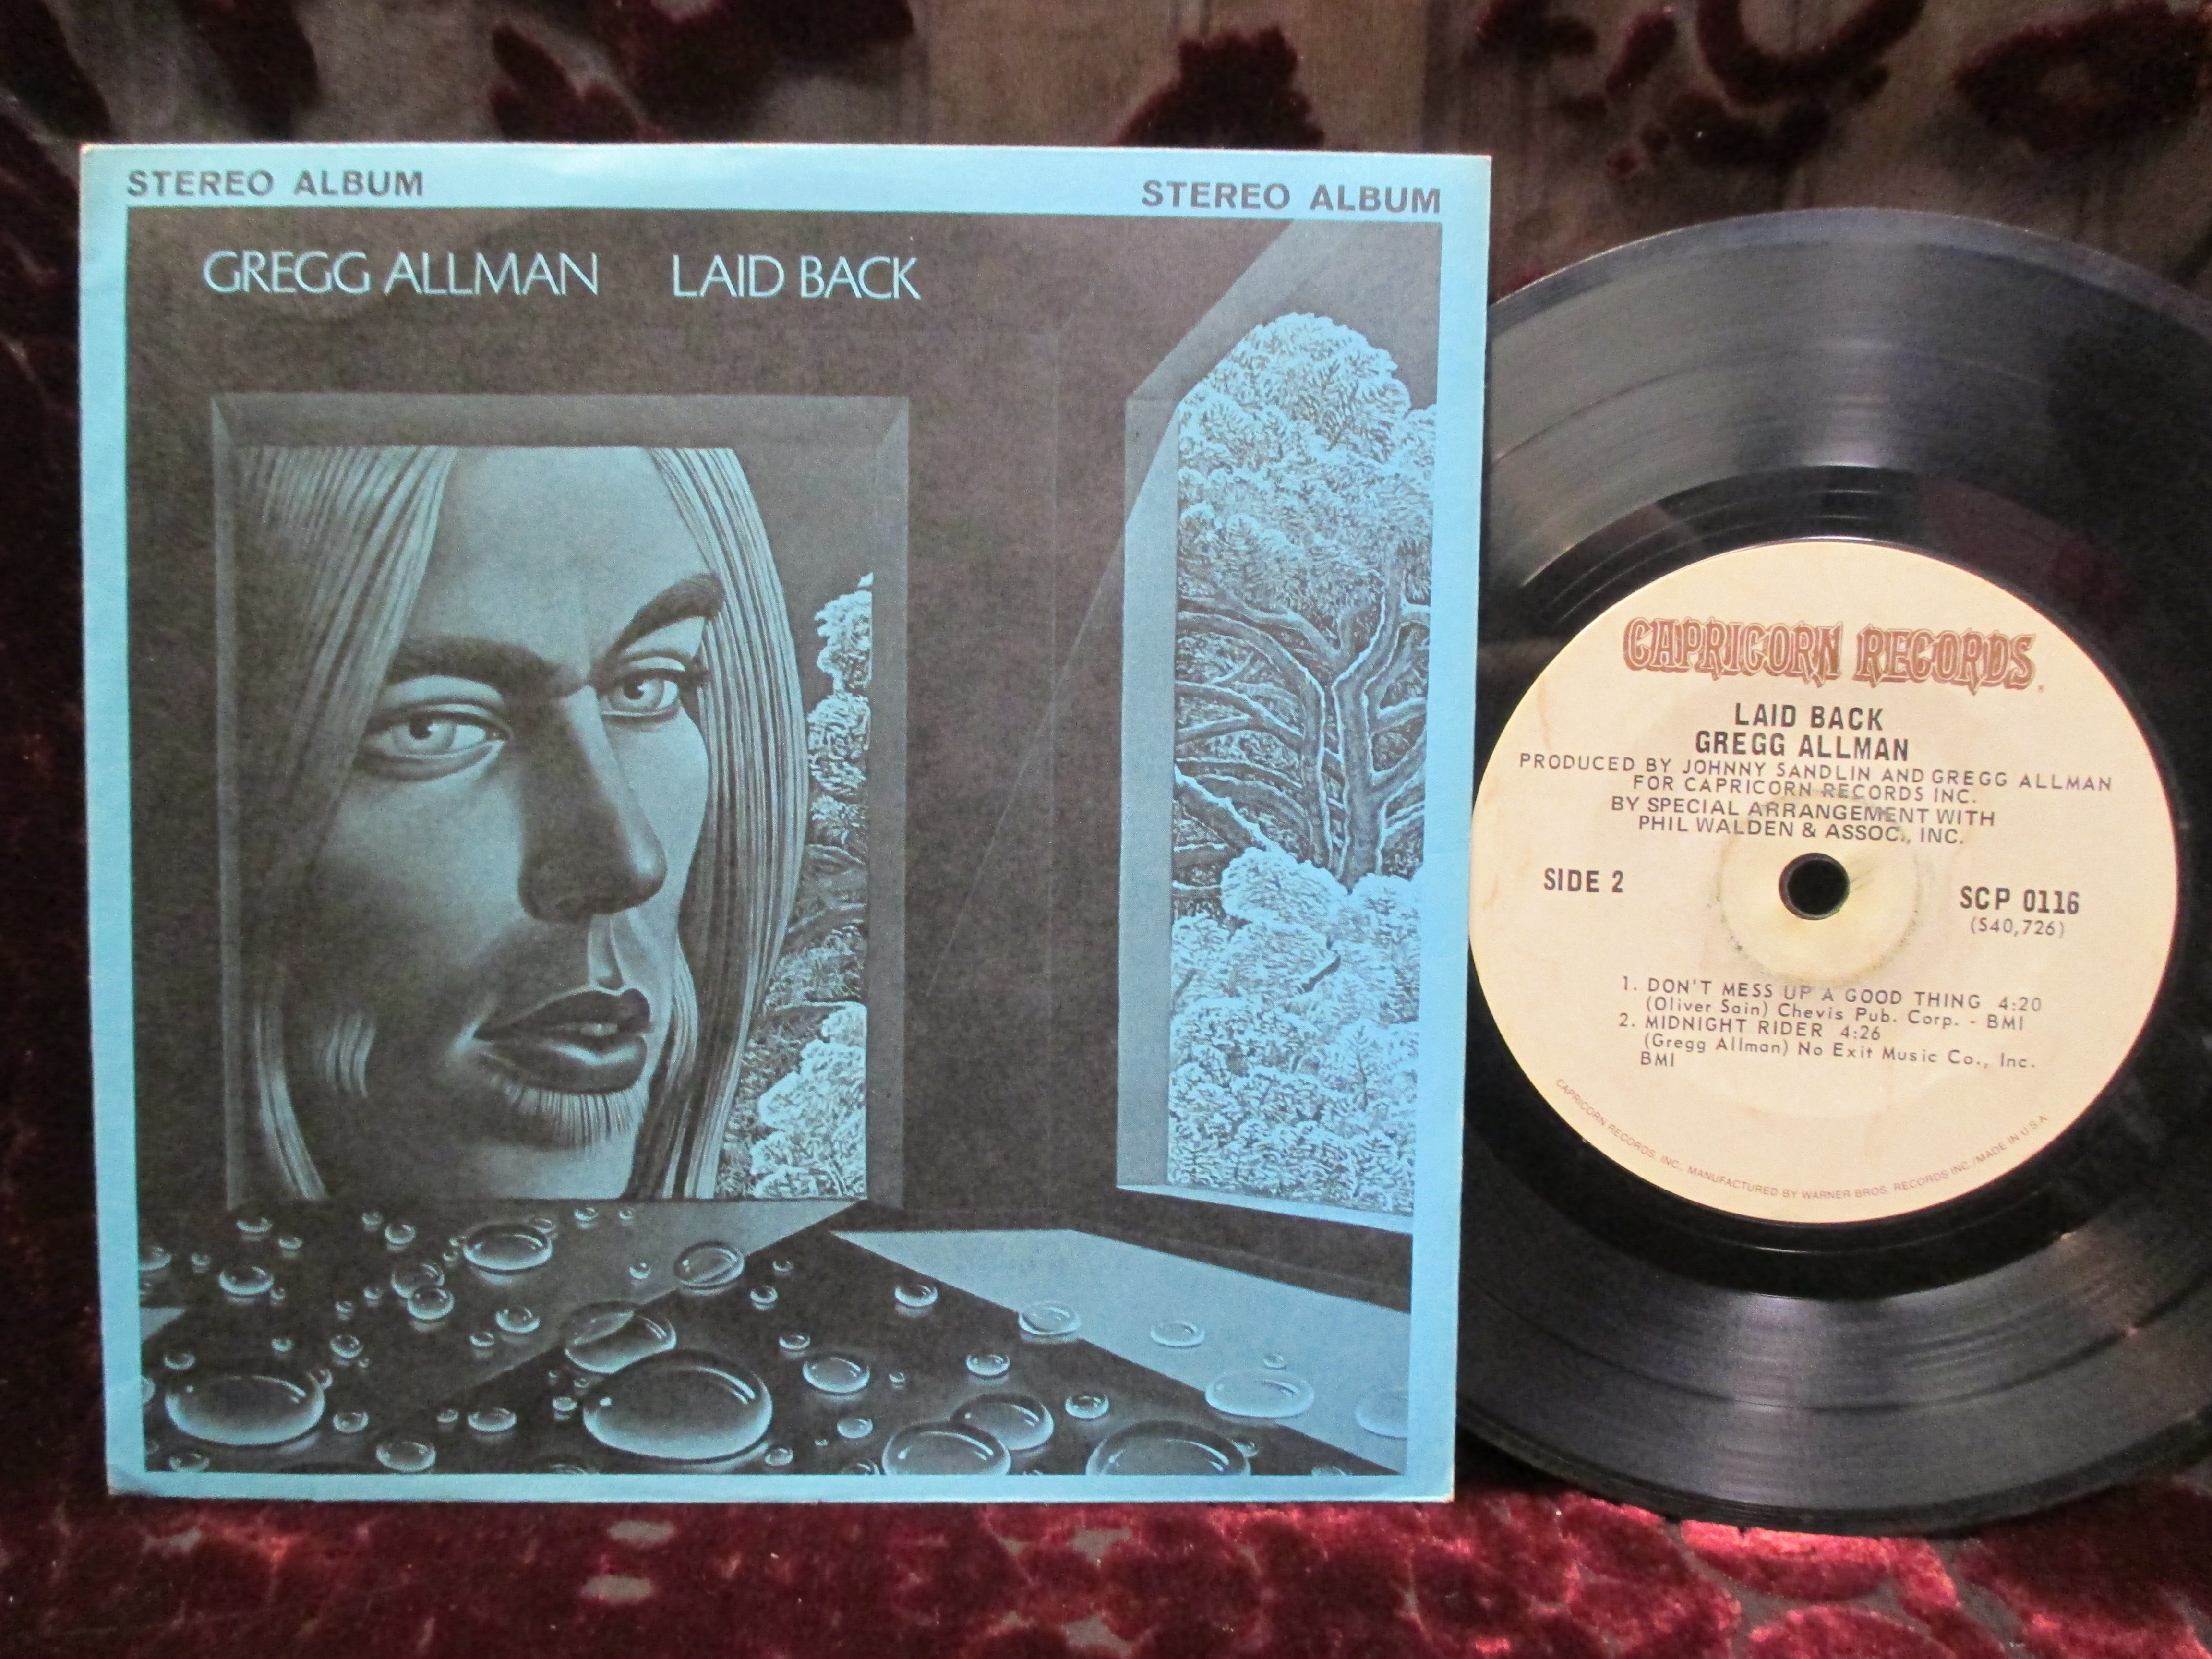 STEREO ALBUM
STEREO ALBUM
GREGG ALLMAN LAID BACK
CAPRICORN RECORDS.
LAID BACK
GREGG ALLMAN
PRODUCED BY JOHNNY SANDLIN AND GREGG ALLMAN
FOR CAPRICORN RECORDS INC.
BY SPECIAL ARRANGEMENT WITH
PHIL WALDEN & ASSOC., INC.
SIDE 2
SCP 0116
(S40,726)
1. DON'T MESS UP A GOOD THING 4:20
(Oliver Sain) Chevis Pub. Corp. - BMI
2. MIDNIGHT RIDER 4:26
(Gregg Allman) No Exit Music Co., Inc.
BMI
CAPRICORN RECORDS, INC., MANUFACTURED BY WARNER BROS. RECORDS INC./MADE IN U.S.A.